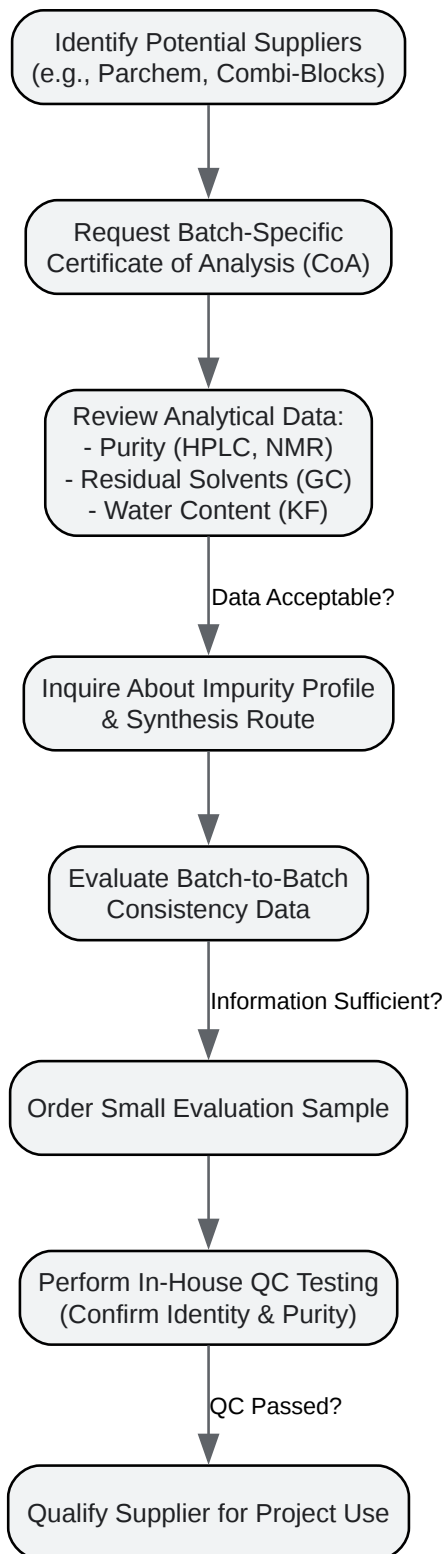 Identify Potential Suppliers
(e.g., Parchem, Combi-Blocks)
Request Batch-Specific
Certificate of Analysis (CoA)
Review Analytical Data:
- Purity (HPLC, NMR)
- Residual Solvents (GC)
- Water Content (KF)
Data Acceptable?
Inquire About Impurity Profile
& Synthesis Route
Evaluate Batch-to-Batch
Consistency Data
Information Sufficient?
Order Small Evaluation Sample
Perform In-House QC Testing
(Confirm Identity & Purity)
QC Passed?
Qualify Supplier for Project Use